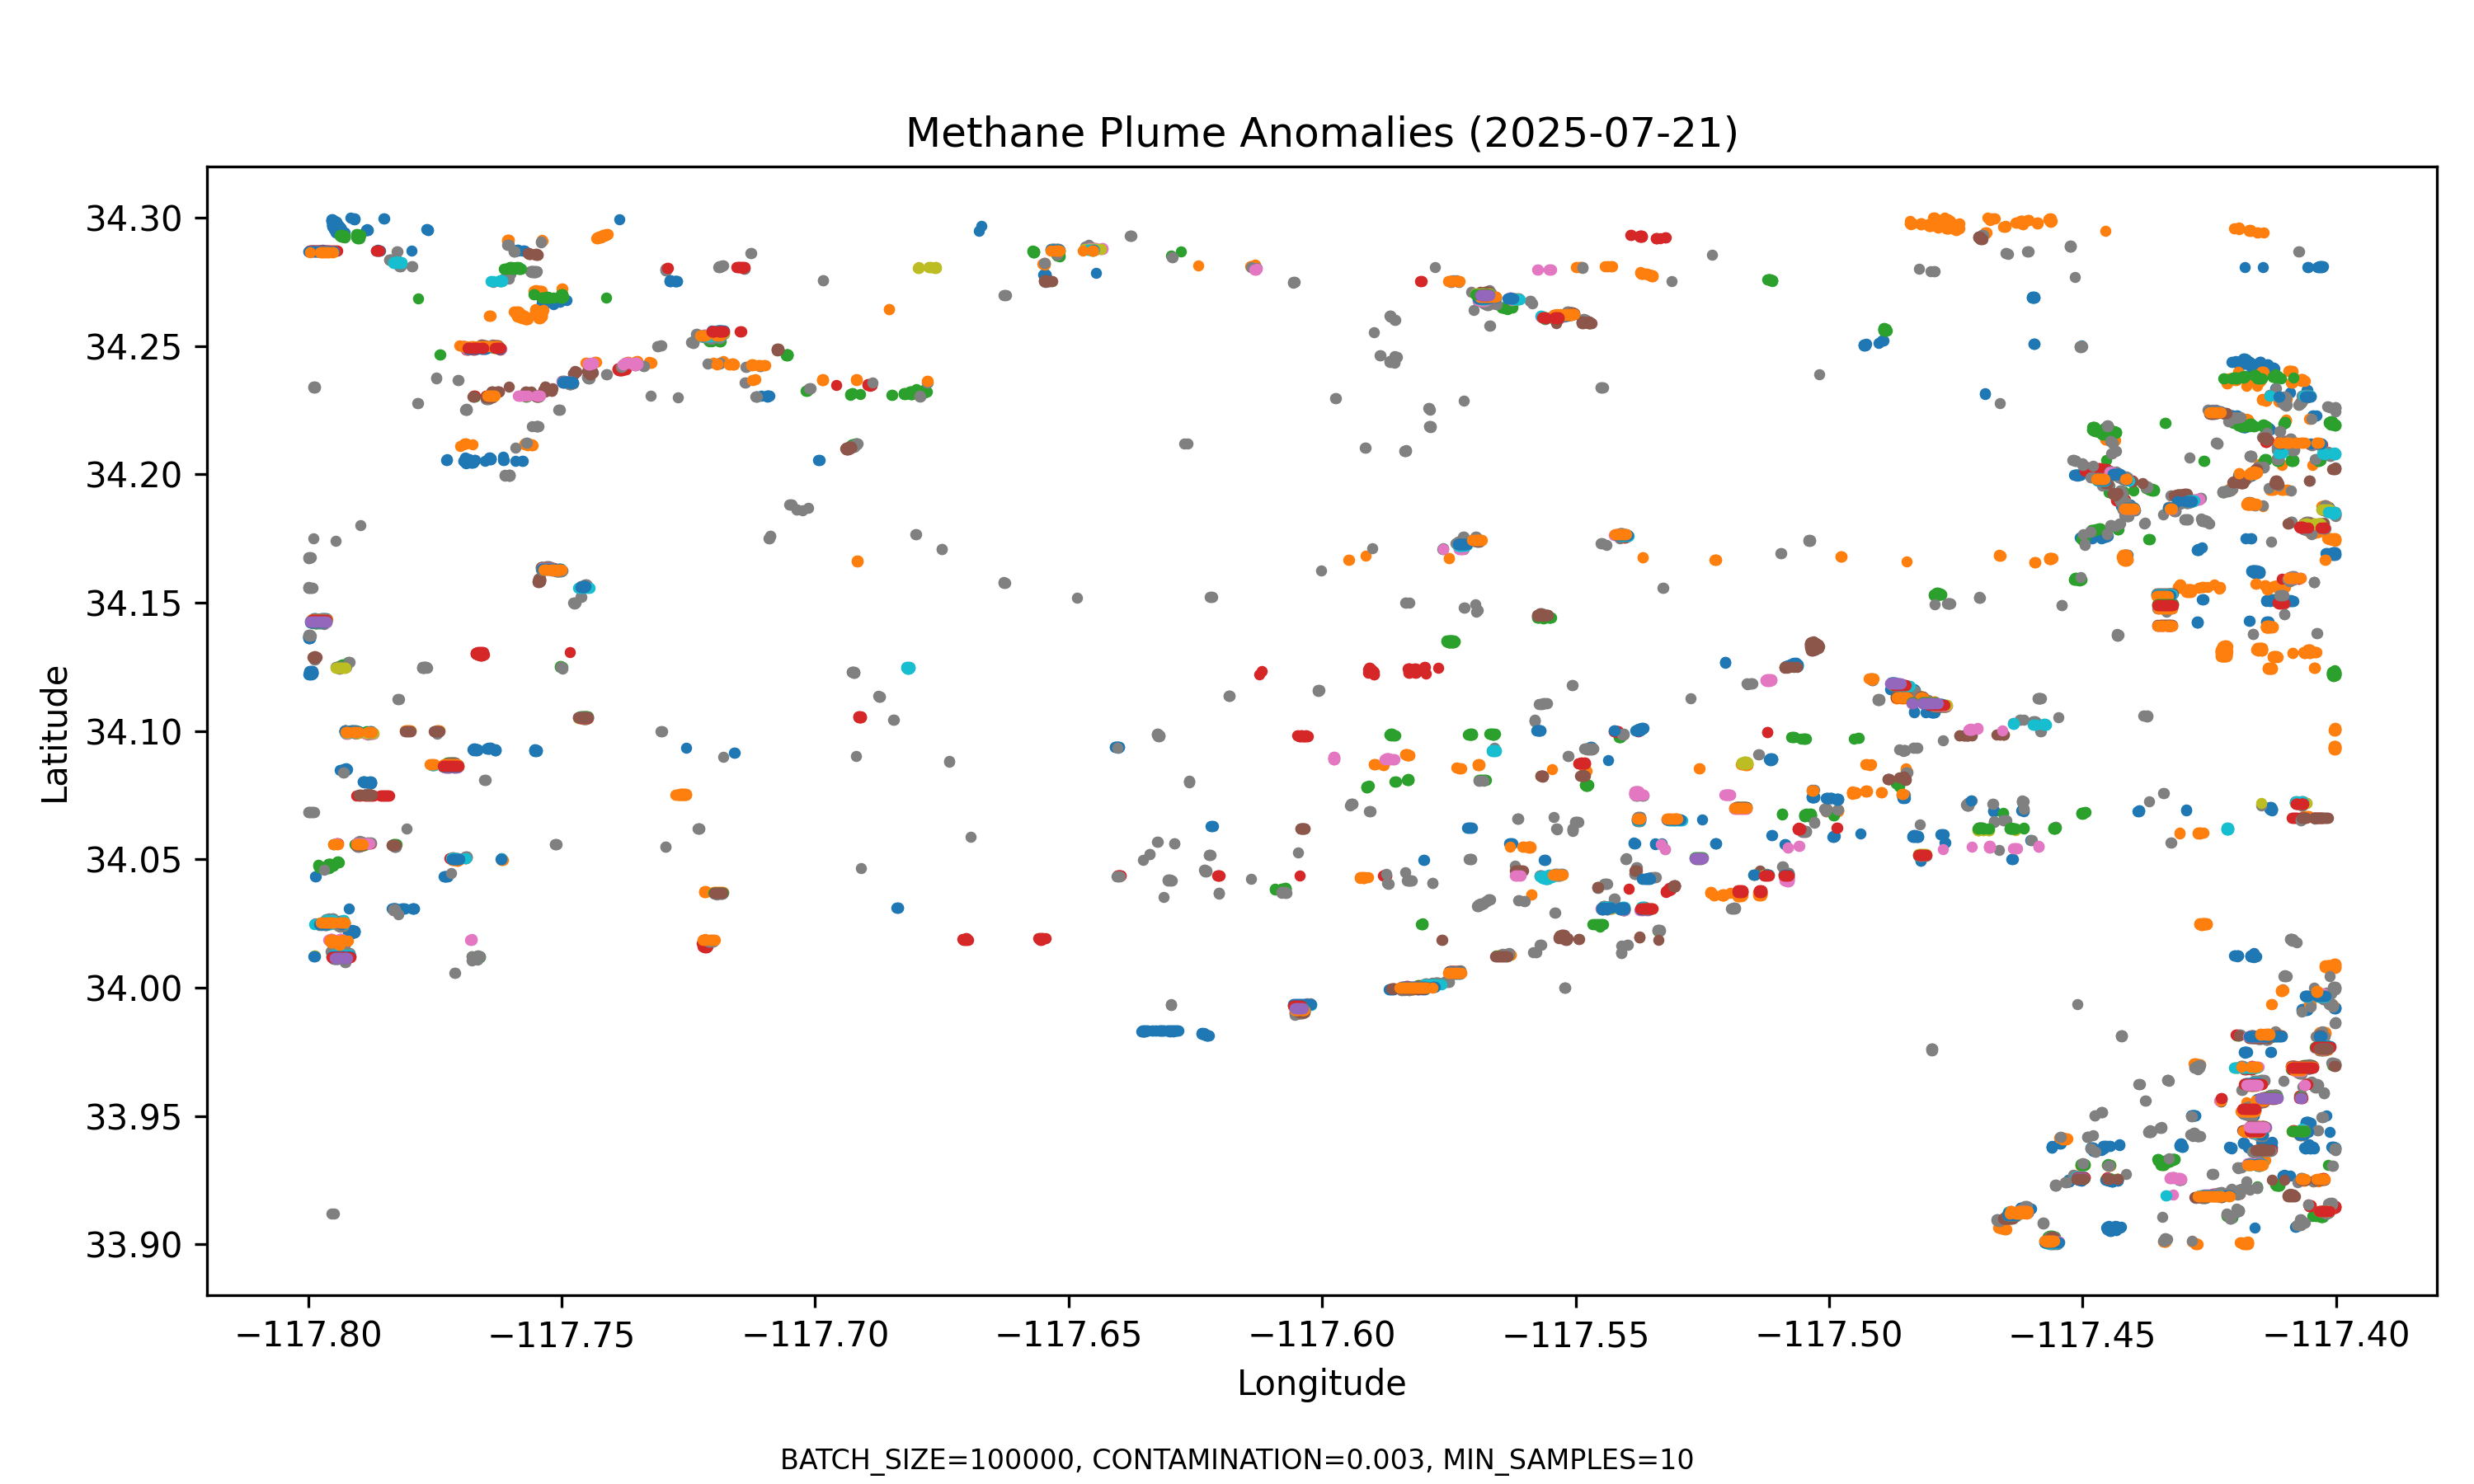 Methane Plume Anomalies (2025-07-21)
34.30
34.25
34.20
34.15
34.10
34.05
34.00
33.95
33.90
Latitude
−117.80 −117.75 −117.70 −117.65 −117.60 −117.55 −117.50 −117.45 −117.40
Longitude
BATCH_SIZE=100000, CONTAMINATION=0.003, MIN_SAMPLES=10